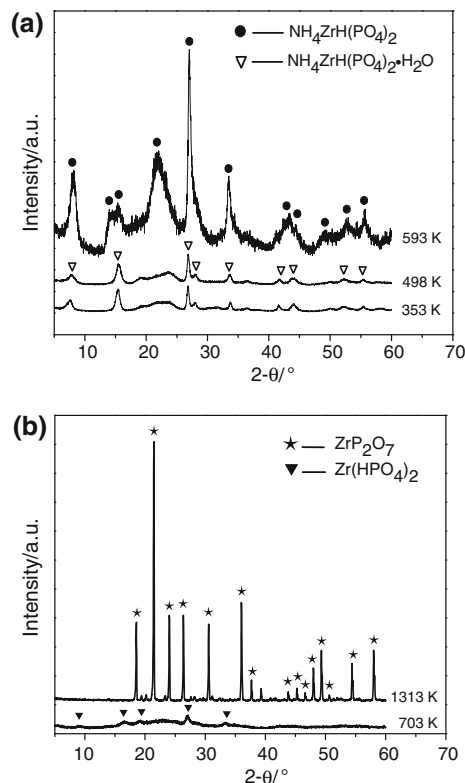 (a)
● — NH₄ZrH(PO₄)₂
▽ — NH₄ZrH(PO₄)₂•H₂O
Intensity/a.u.
593 K
498 K
353 K
10 20 30 40 50 60 70
2-θ/°
(b)
★ — ZrP₂O₇
▼ — Zr(HPO₄)₂
Intensity/a.u.
1313 K
703 K
10 20 30 40 50 60 70
2-θ/°